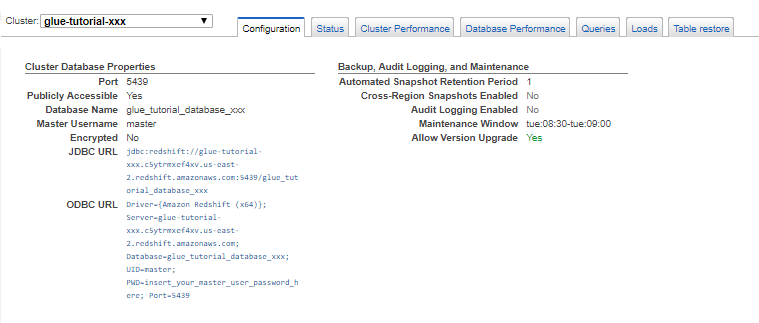 Cluster: glue-tutorial-xxx
Configuration Status Cluster Performance Database Performance Queries Loads Table restore
Cluster Database Properties
Port 5439
Publicly Accessible Yes
Database Name glue_tutorial_database_xxx
Master Username master
Encrypted No
JDBC URL jdbc:redshift://glue-tutorial-
xxx.c5ytrmxef4xv.us-east-
2.redshift.amazonaws.com:5439/glue_tut
orial_database_xxx
ODBC URL Driver={Amazon Redshift (x64)};
Server=glue-tutorial-
xxx.c5ytrmxef4xv.us-east-
2.redshift.amazonaws.com;
Database=glue_tutorial_database_xxx;
UID=master;
PWD=insert_your_master_user_password_h
ere; Port=5439
Backup, Audit Logging, and Maintenance
Automated Snapshot Retention Period 1
Cross-Region Snapshots Enabled No
Audit Logging Enabled No
Maintenance Window tue:08:30-tue:09:00
Allow Version Upgrade Yes